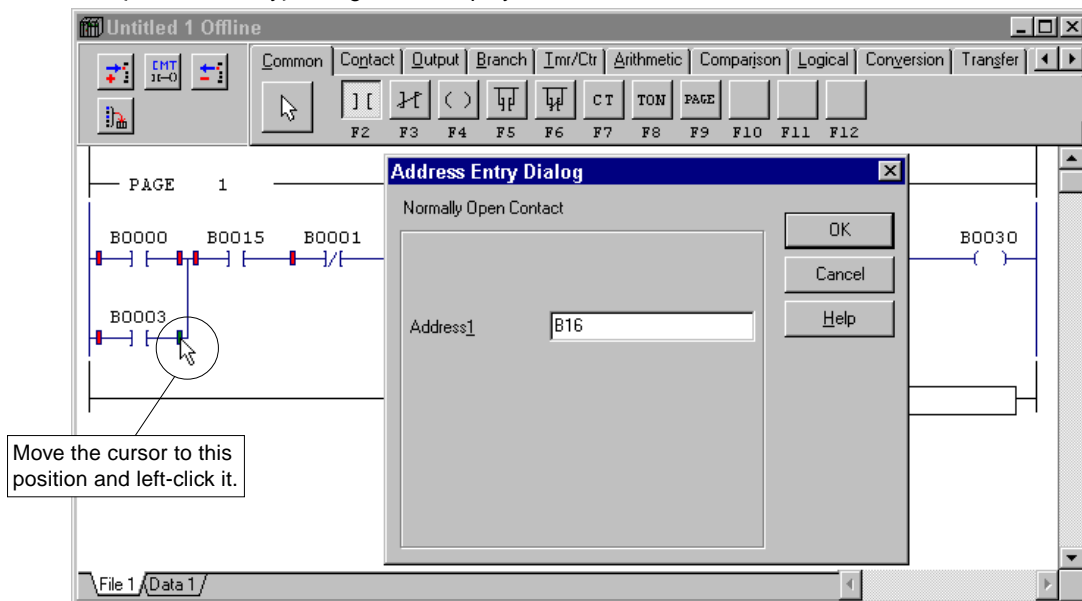 Untitled 1 Offline
CMT
Common Contact Output Branch Tmr/Ctr Arithmetic Comparison Logical Conversion Transfer
CT TON PAGE
F2 F3 F4 F5 F6 F7 F8 F9 F10 F11 F12
PAGE 1
Address Entry Dialog
Normally Open Contact
OK
Cancel
Help
Address1 B16
B0000 B0015 B0001 B0030
B0003
Move the cursor to this
position and left-click it.
File 1 Data 1